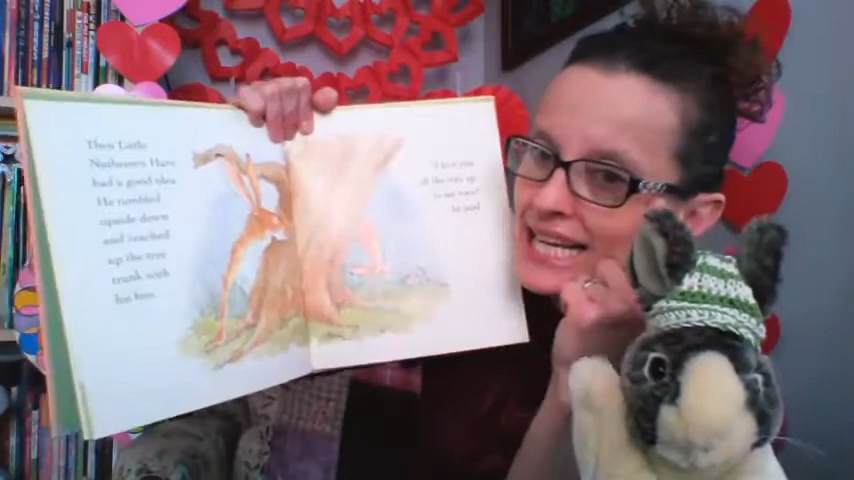 Then Little
Nutbrown Hare
had a good idea.
He tumbled
upside down
and reached
up the tree
trunk with
his feet.
"I love you
all the way up
to my toes!"
he said.